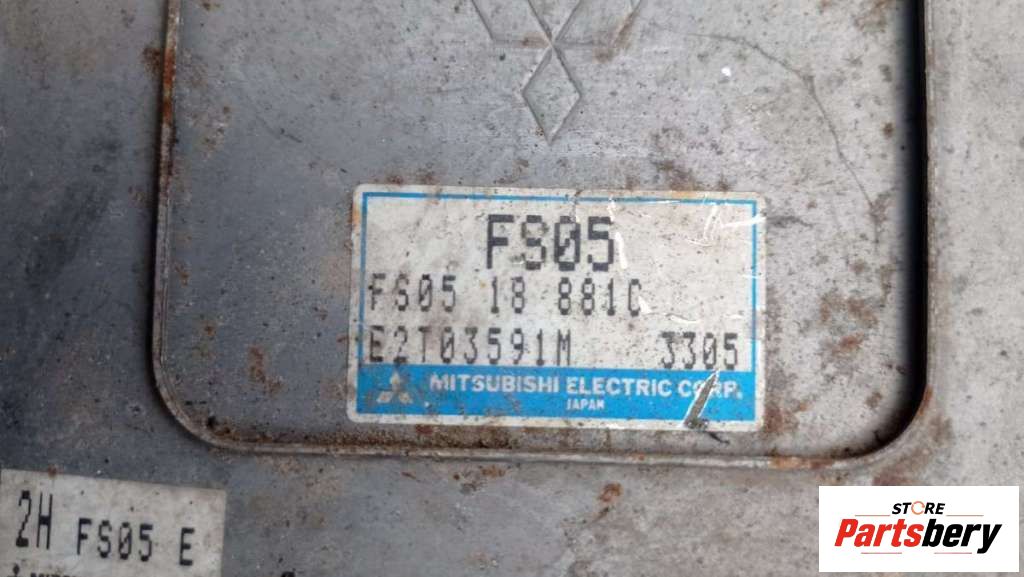 FS05
FS05 18 881C
E2T03591M 3305
MITSUBISHI ELECTRIC CORP.
JAPAN
2H FS05 E
STORE
Partsbery